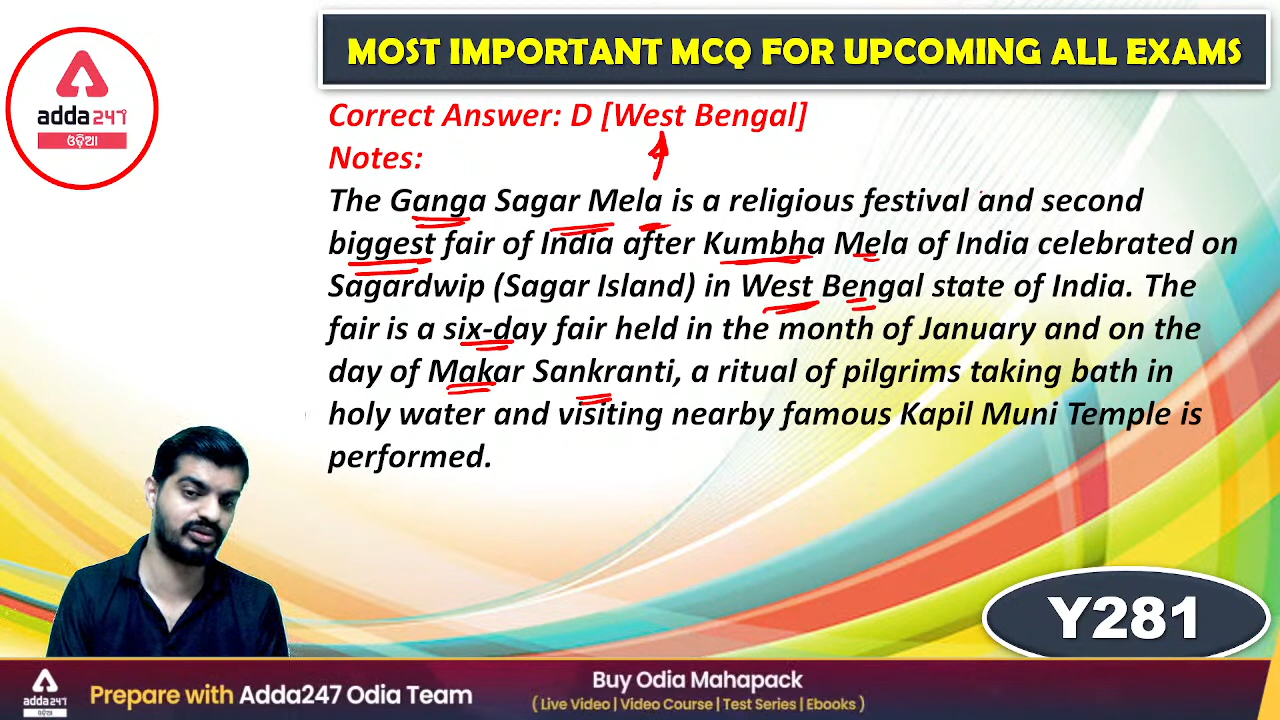 MOST IMPORTANT MCQ FOR UPCOMING ALL EXAMS
adda247
ଓଡ଼ିଆ
Correct Answer: D [West Bengal]
Notes:
The Ganga Sagar Mela is a religious festival and second
biggest fair of India after Kumbha Mela of India celebrated on
Sagardwip (Sagar Island) in West Bengal state of India. The
fair is a six-day fair held in the month of January and on the
day of Makar Sankranti, a ritual of pilgrims taking bath in
holy water and visiting nearby famous Kapil Muni Temple is
performed.
Y281
adda247
ଓଡ଼ିଆ
Prepare with Adda247 Odia Team
Buy Odia Mahapack
( Live Video | Video Course | Test Series | Ebooks )